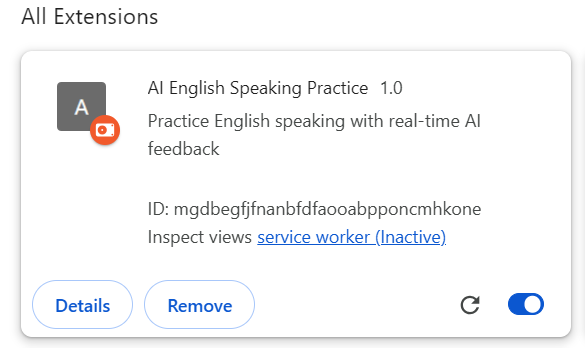 All Extensions
A
AI English Speaking Practice 1.0
Practice English speaking with real-time AI
feedback
ID: mgdbegfjfnanbfdfaooabpponcmhkone
Inspect views service worker (Inactive)
Details
Remove